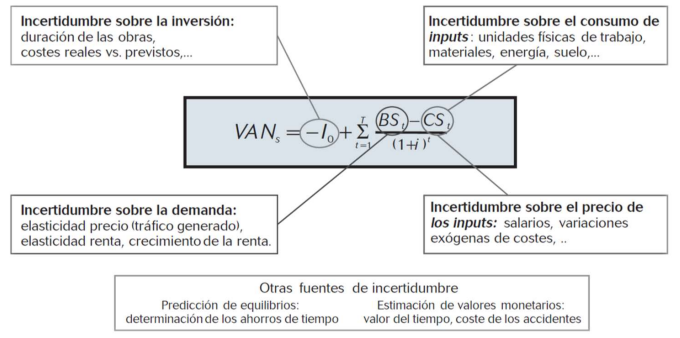 Incertidumbre sobre la inversión:
duración de las obras,
costes reales vs. previstos,...
Incertidumbre sobre el consumo de
inputs: unidades físicas de trabajo,
materiales, energía, suelo,...
VANₛ = −I₀ + Σ_{t=1}^{T} (BSₜ − CSₜ) / (1+i)ᵗ
Incertidumbre sobre la demanda:
elasticidad precio (tráfico generado),
elasticidad renta, crecimiento de la renta.
Incertidumbre sobre el precio de
los inputs: salarios, variaciones
exógenas de costes, ..
Otras fuentes de incertidumbre
Predicción de equilibrios:
determinación de los ahorros de tiempo
Estimación de valores monetarios:
valor del tiempo, coste de los accidentes